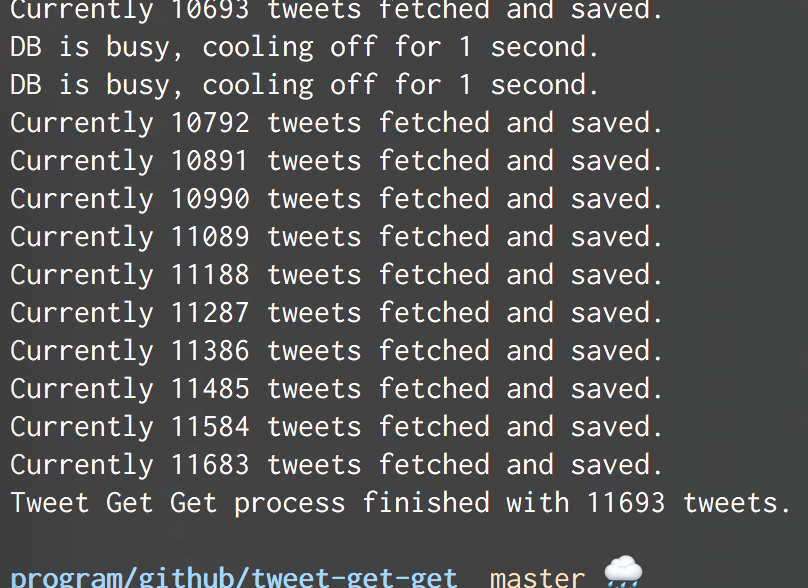 Currently 10693 tweets fetched and saved.
DB is busy, cooling off for 1 second.
DB is busy, cooling off for 1 second.
Currently 10792 tweets fetched and saved.
Currently 10891 tweets fetched and saved.
Currently 10990 tweets fetched and saved.
Currently 11089 tweets fetched and saved.
Currently 11188 tweets fetched and saved.
Currently 11287 tweets fetched and saved.
Currently 11386 tweets fetched and saved.
Currently 11485 tweets fetched and saved.
Currently 11584 tweets fetched and saved.
Currently 11683 tweets fetched and saved.
Tweet Get Get process finished with 11693 tweets.
program/github/tweet-get-get master 🌧